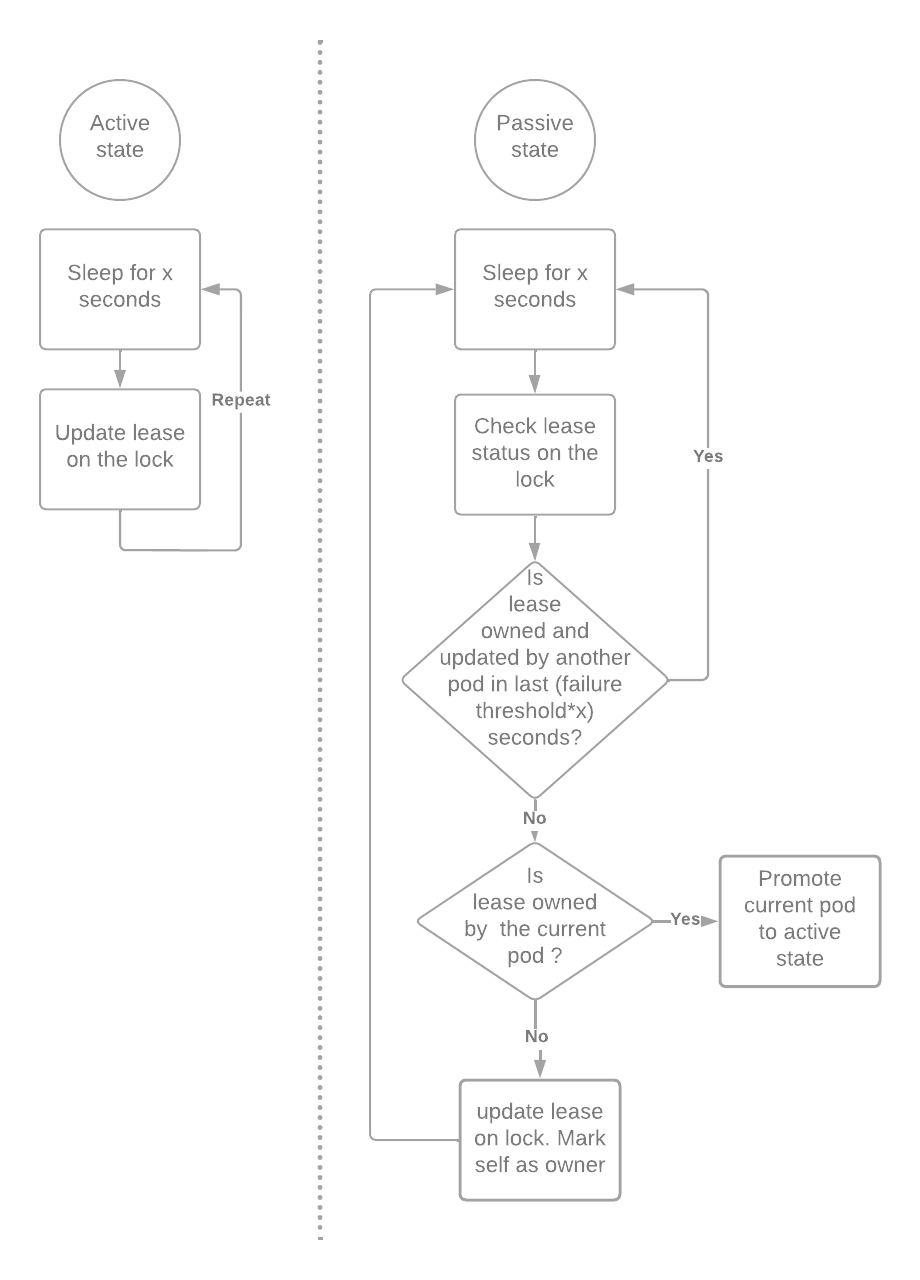 Active
state
Sleep for x
seconds
Update lease
on the lock
Repeat
Passive
state
Sleep for x
seconds
Check lease
status on the
lock
Yes
Is
lease
owned and
updated by another
pod in last (failure
threshold*x)
seconds?
No
Is
lease owned
by  the current
pod ?
Yes
Promote
current pod
to active
state
No
update lease
on lock. Mark
self as owner